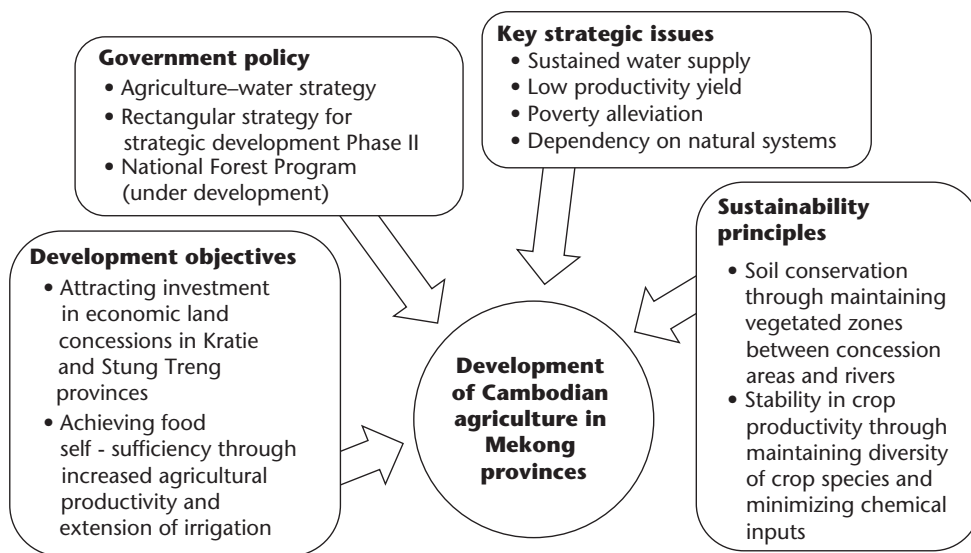 Government policy
• Agriculture–water strategy
• Rectangular strategy for
strategic development Phase II
• National Forest Program
(under development)
Key strategic issues
• Sustained water supply
• Low productivity yield
• Poverty alleviation
• Dependency on natural systems
Development objectives
• Attracting investment
in economic land
concessions in Kratie
and Stung Treng
provinces
• Achieving food
self - sufficiency through
increased agricultural
productivity and
extension of irrigation
Development
of Cambodian
agriculture in
Mekong
provinces
Sustainability
principles
• Soil conservation
through maintaining
vegetated zones
between concession
areas and rivers
• Stability in crop
productivity through
maintaining diversity
of crop species and
minimizing chemical
inputs